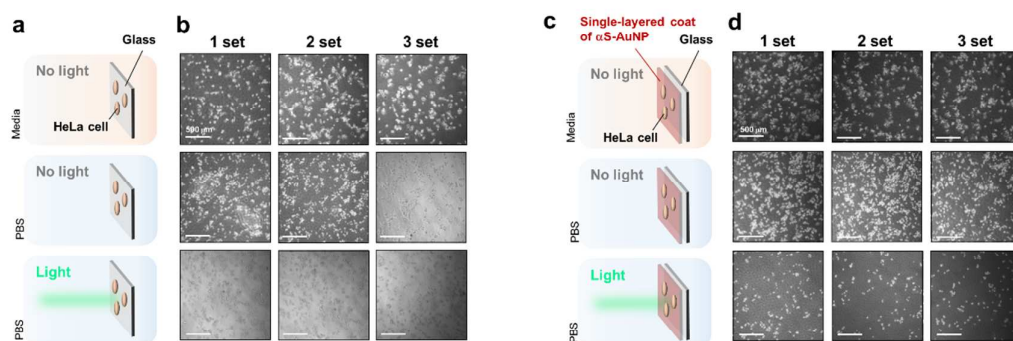 a
Glass
No light
HeLa cell
Media
No light
PBS
Light
PBS
b
1 set 2 set 3 set
500 μm
c
Single-layered coat
of αS-AuNP
Glass
No light
HeLa cell
Media
No light
PBS
Light
PBS
d
1 set 2 set 3 set
500 μm